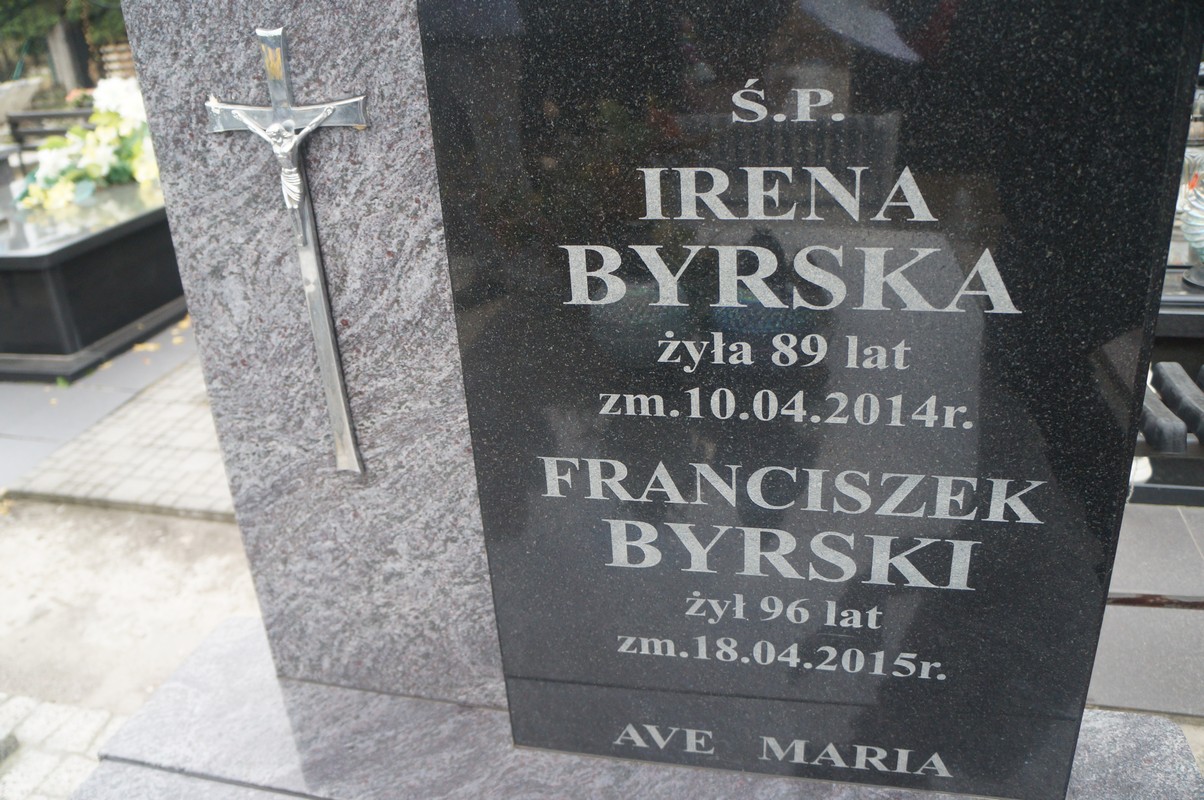 Ś.P.
IRENA
BYRSKA
żyła 89 lat
zm.10.04.2014r.
FRANCISZEK
BYRSKI
żył 96 lat
zm.18.04.2015r.
AVE MARIA